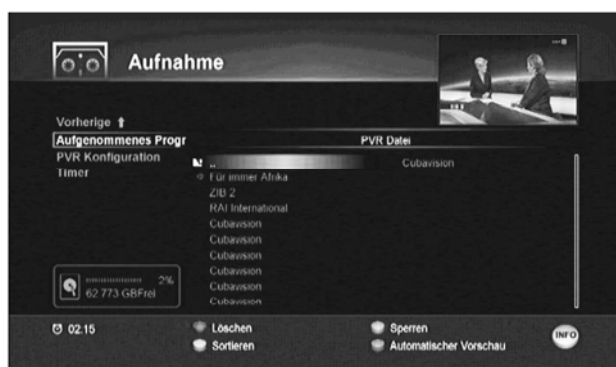 Aufnahme
Vorherige
Aufgenommenes Progr
PVR Datei
PVR Konfiguration
Timer
..
Cubavision
Für immer Afrika
ZIB 2
RAI International
Cubavision
Cubavision
Cubavision
Cubavision
Cubavision
Cubavision
2%
62 773 GBFrei
02:15
Löschen
Sperren
INFO
Sortieren
Automatischer Vorschau